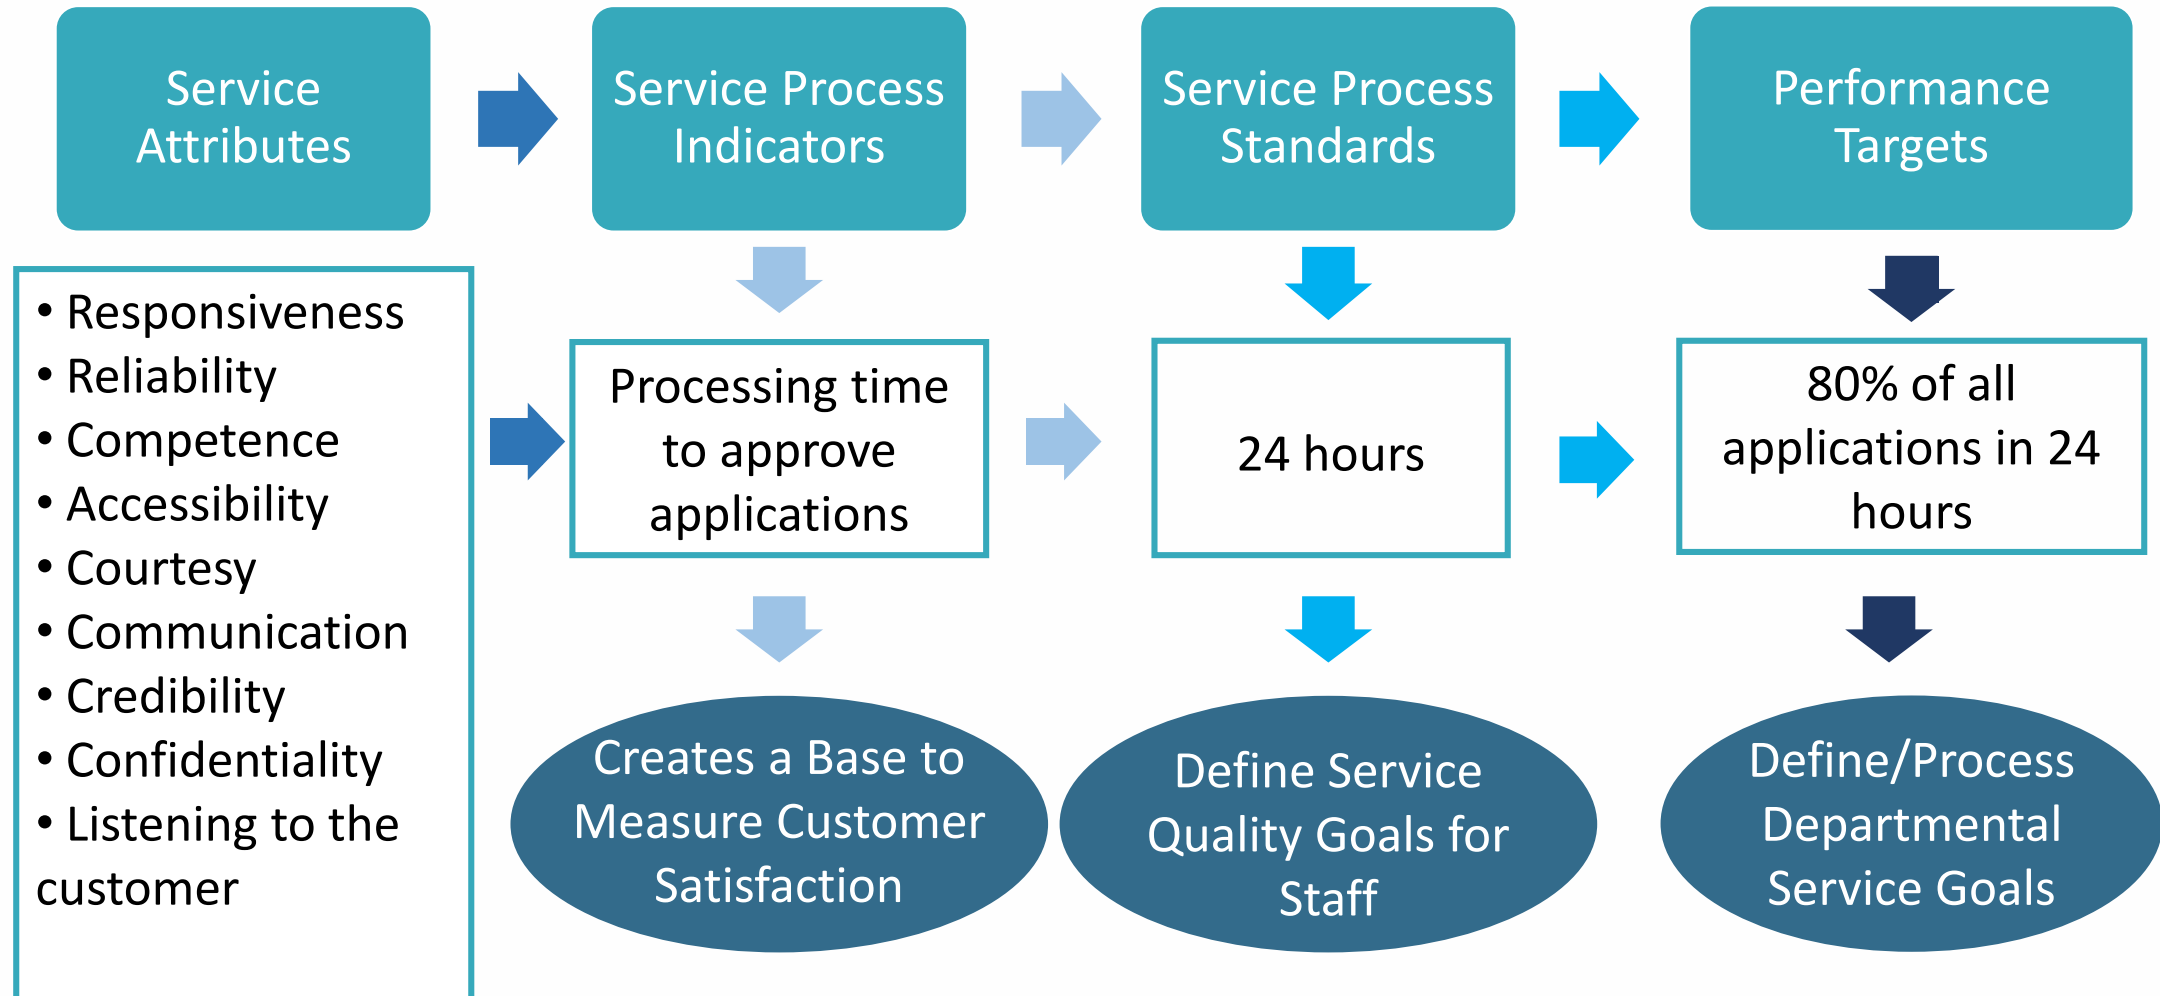 Service
Attributes
Service Process
Indicators
Service Process
Standards
Performance
Targets
• Responsiveness
• Reliability
• Competence
• Accessibility
• Courtesy
• Communication
• Credibility
• Confidentiality
• Listening to the
customer
Processing time
to approve
applications
24 hours
80% of all
applications in 24
hours
Creates a Base to
Measure Customer
Satisfaction
Define Service
Quality Goals for
Staff
Define/Process
Departmental
Service Goals